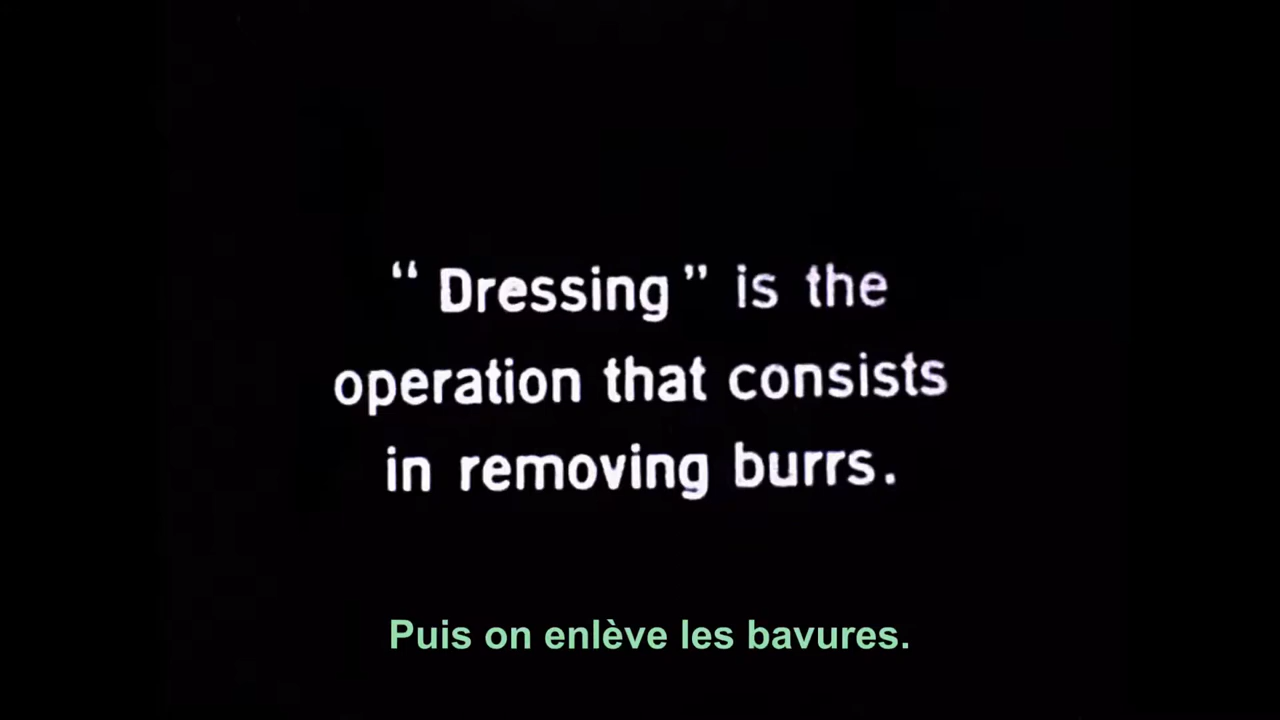 “Dressing” is the
operation that consists
in removing burrs.
Puis on enlève les bavures.